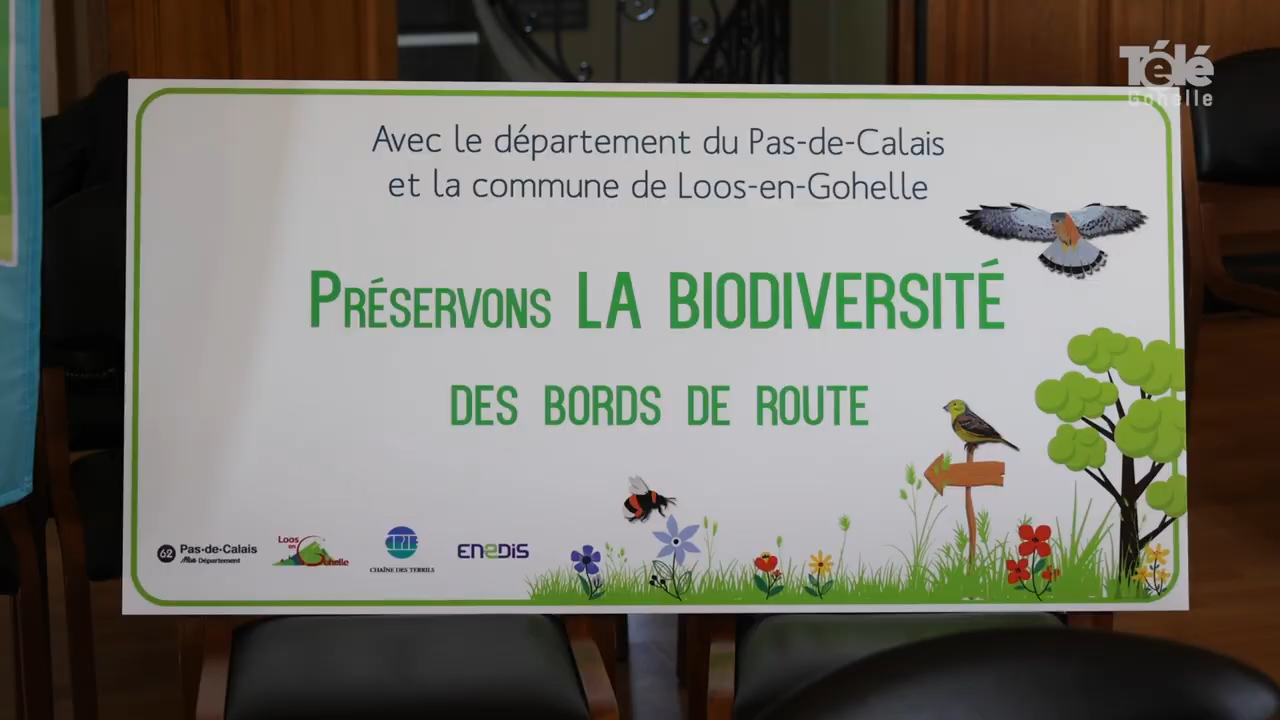 Télé
Gohelle
Avec le département du Pas-de-Calais
et la commune de Loos-en-Gohelle
PRÉSERVONS LA BIODIVERSITÉ
DES BORDS DE ROUTE
62 Pas-de-Calais
Mon Département
Loos
en
Gohelle
CPIE
CHAÎNE DES TERRILS
ENEDIS